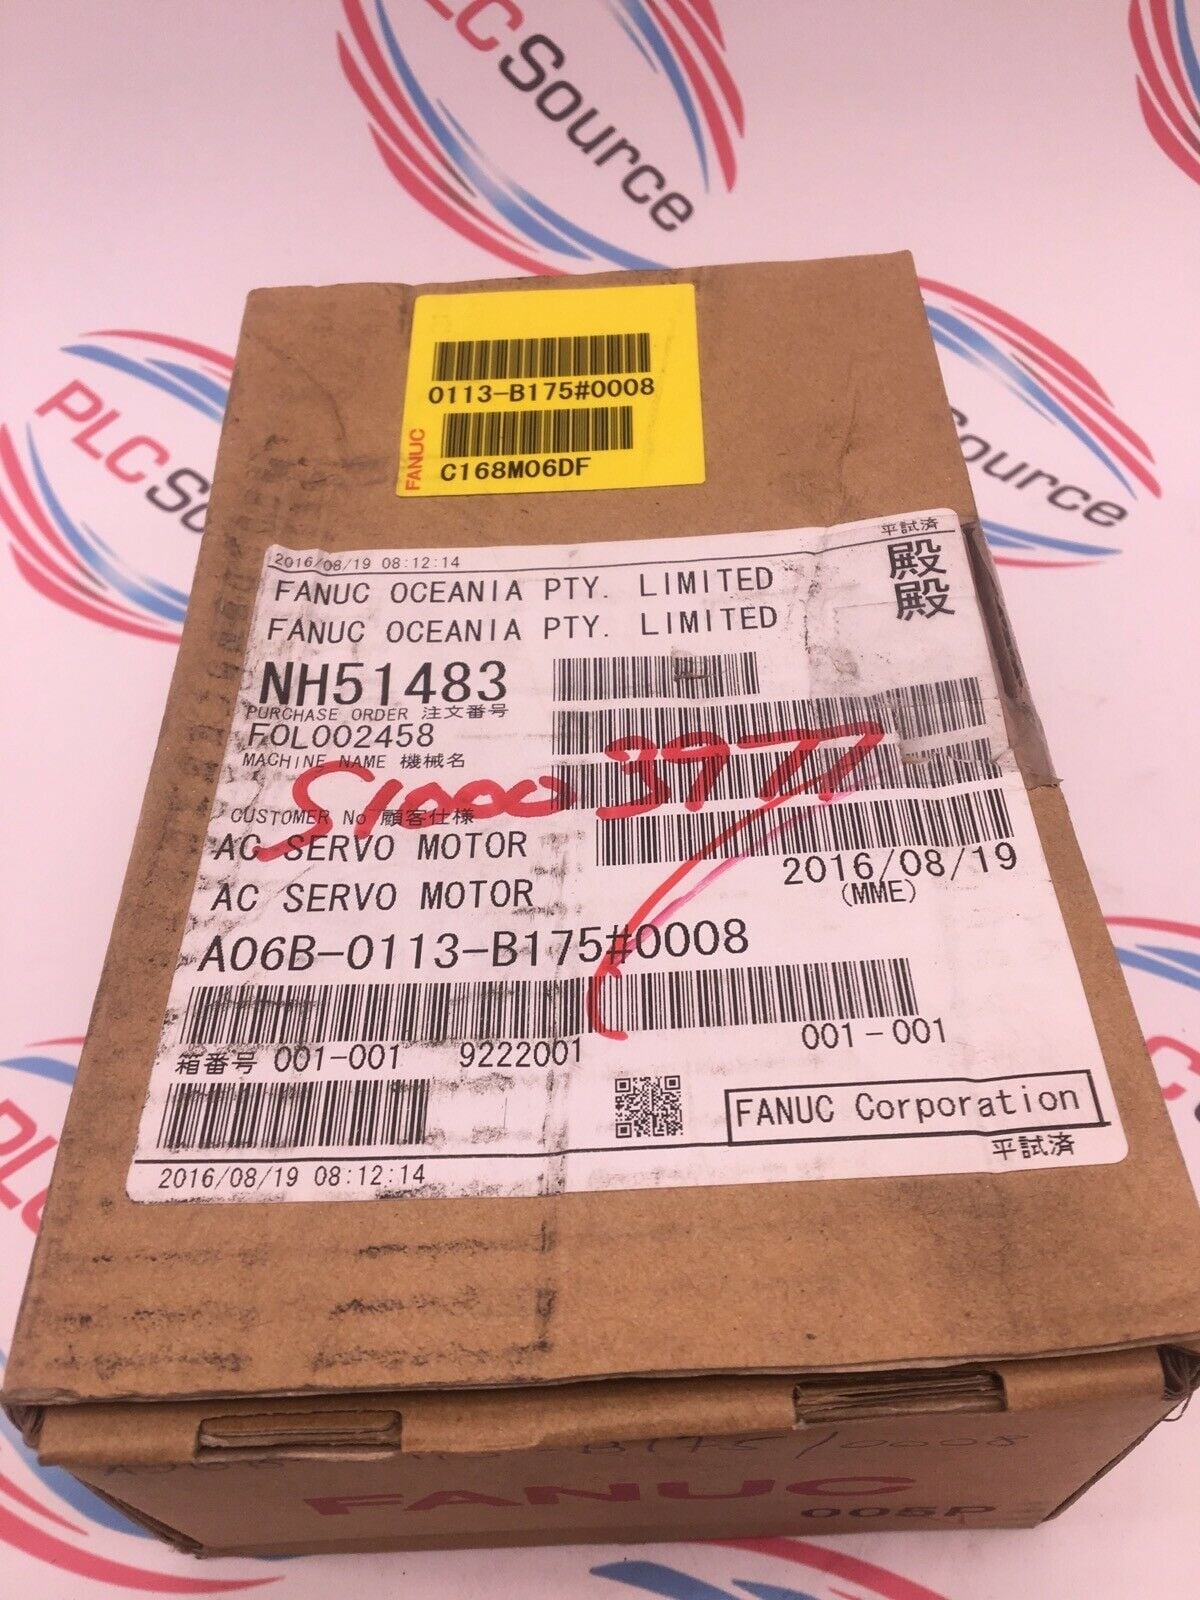 PLC Source
PLC Source
Source
0113-B175#0008
C168M06DF
FANUC
平試済
2016/08/19 08:12:14
FANUC OCEANIA PTY. LIMITED 殿
FANUC OCEANIA PTY. LIMITED 殿
NH51483
PURCHASE ORDER 注文番号
FOL002458
MACHINE NAME 機械名
S1000 3977
CUSTOMER No 顧客仕様
AC SERVO MOTOR
2016/08/19
AC SERVO MOTOR
(MME)
A06B-0113-B175#0008
箱番号 001-001 9222001 001-001
FANUC Corporation
平試済
2016/08/19 08:12:14
FANUC
005P